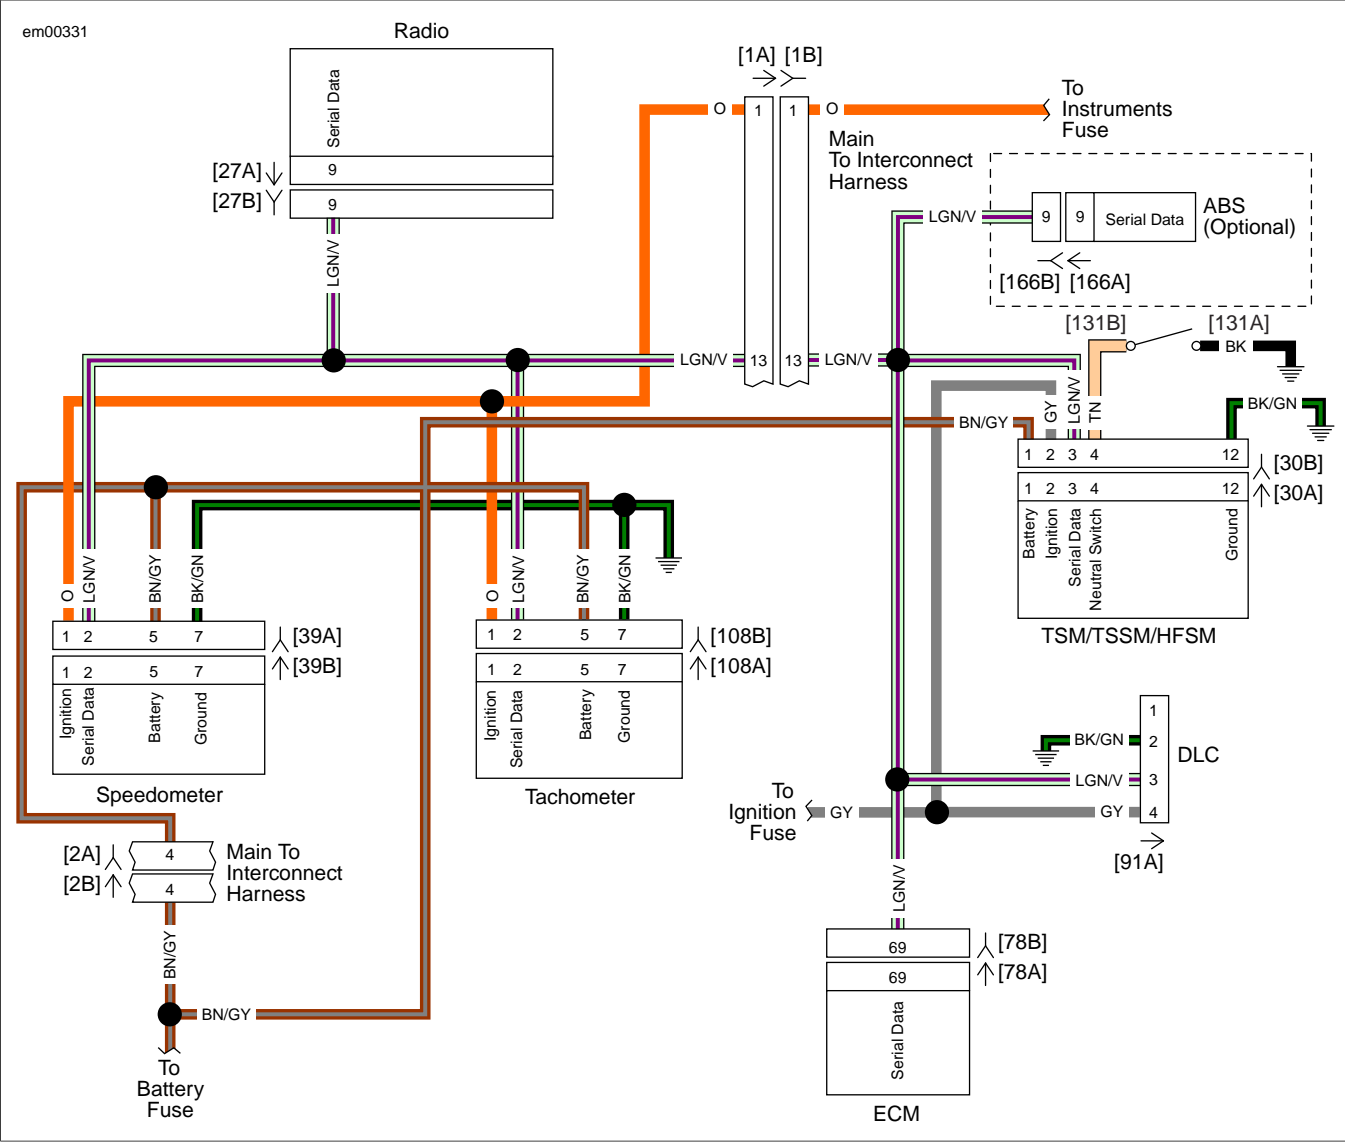 em00331
Radio
Serial Data
[27A]
9
[27B]
9
LGN/V
[1A] [1B]
O
1
1
O
To
Instruments
Fuse
Main
To Interconnect
Harness
LGN/V
9
9
Serial Data
ABS
(Optional)
[166B] [166A]
[131B]
[131A]
BK
LGN/V
13
13
LGN/V
GY
LGN/V
TN
BK/GN
BN/GY
1
2
3
4
12
[30B]
1
2
3
4
12
[30A]
Battery
Ignition
Serial Data
Neutral Switch
Ground
TSM/TSSM/HFSM
O
LGN/V
BN/GY
BK/GN
1
2
5
7
[39A]
1
2
5
7
[39B]
Ignition
Serial Data
Battery
Ground
Speedometer
O
LGN/V
BN/GY
BK/GN
1
2
5
7
[108B]
1
2
5
7
[108A]
Ignition
Serial Data
Battery
Ground
Tachometer
1
BK/GN
2
DLC
LGN/V
3
GY
4
[91A]
To
Ignition
Fuse
GY
[2A]
4
[2B]
4
Main To
Interconnect
Harness
BN/GY
BN/GY
To
Battery
Fuse
LGN/V
69
[78B]
69
[78A]
Serial Data
ECM